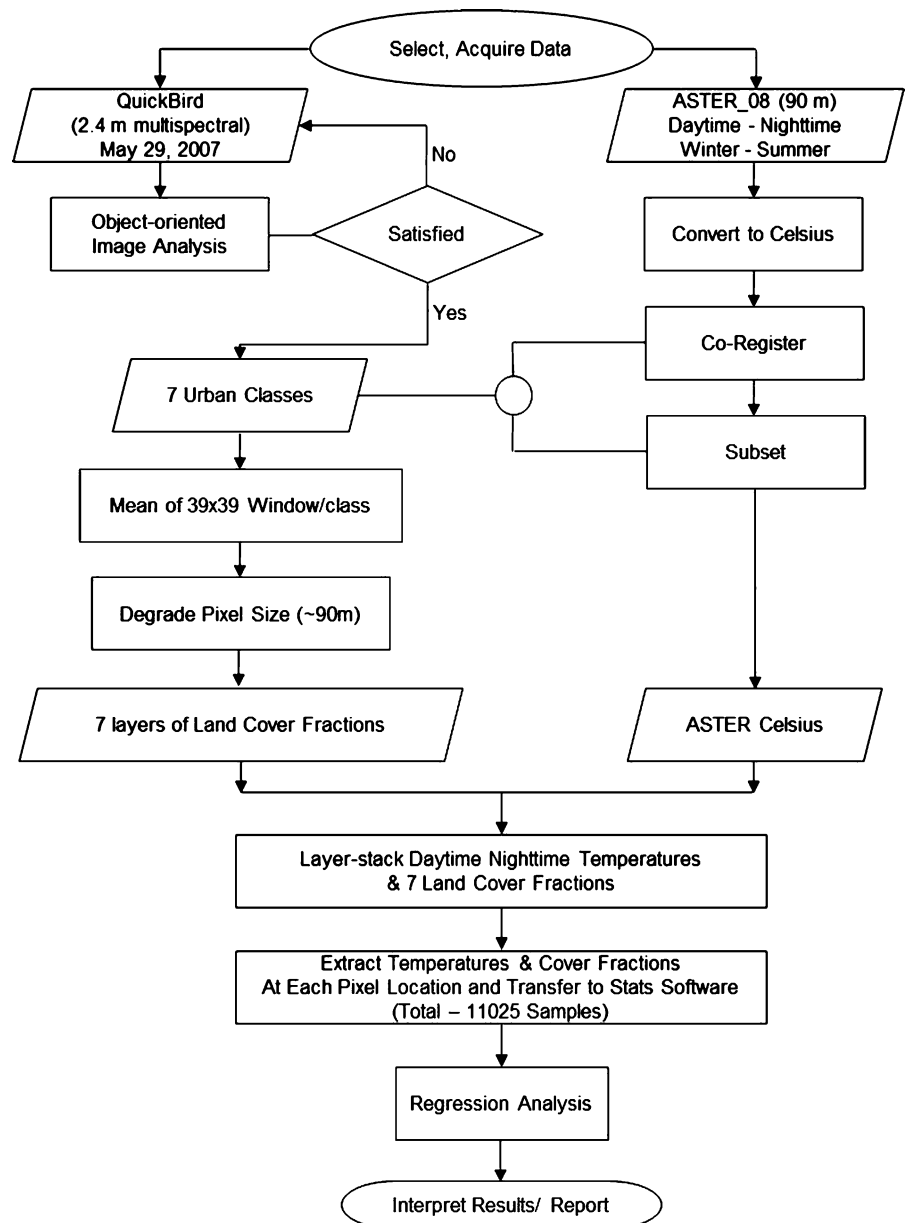 Select, Acquire Data
QuickBird
(2.4 m multispectral)
May 29, 2007
ASTER_08 (90 m)
Daytime - Nighttime
Winter - Summer
No
Object-oriented
Image Analysis
Satisfied
Convert to Celsius
Yes
Co-Register
7 Urban Classes
Subset
Mean of 39x39 Window/class
Degrade Pixel Size (~90m)
7 layers of Land Cover Fractions
ASTER Celsius
Layer-stack Daytime Nighttime Temperatures
& 7 Land Cover Fractions
Extract Temperatures & Cover Fractions
At Each Pixel Location and Transfer to Stats Software
(Total – 11025 Samples)
Regression Analysis
Interpret Results/ Report